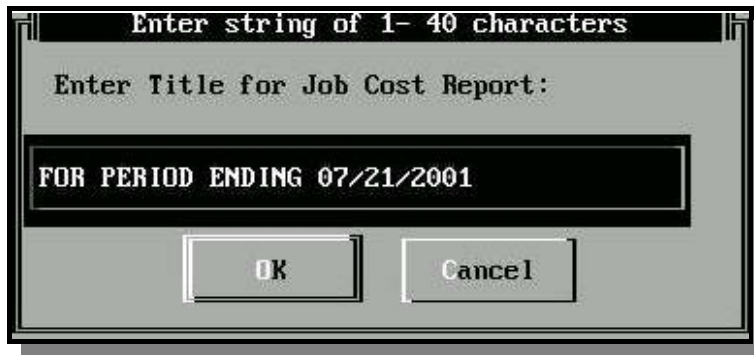 Enter string of 1- 40 characters
Enter Title for Job Cost Report:
FOR PERIOD ENDING 07/21/2001
OK Cancel